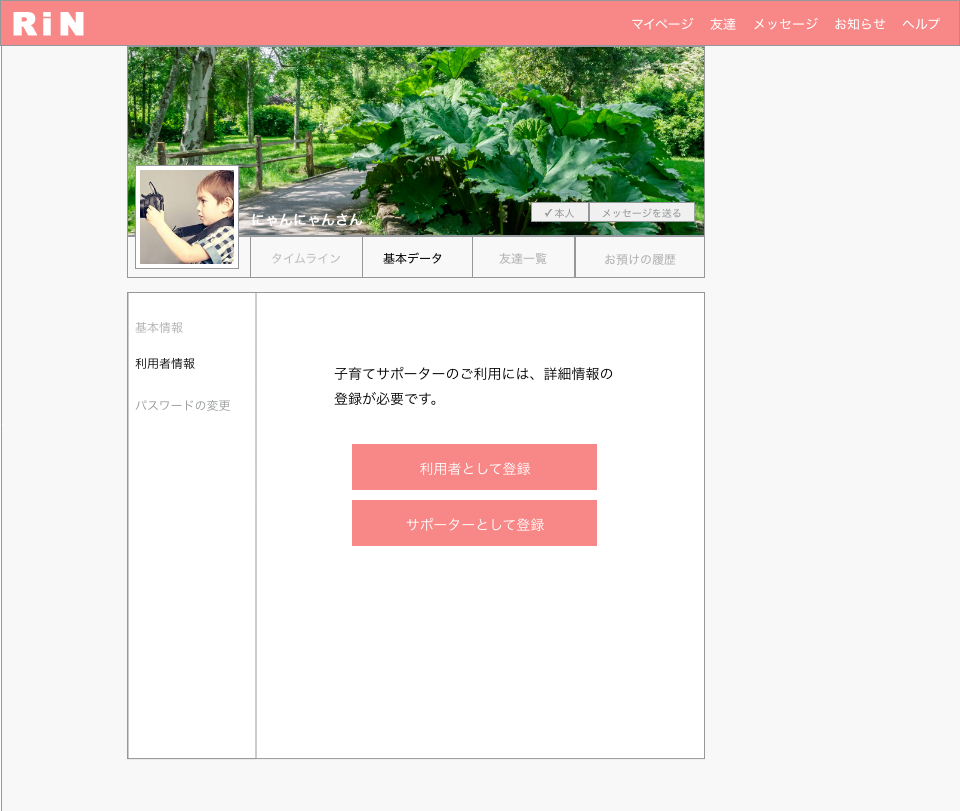 RiN
マイページ 友達 メッセージ お知らせ ヘルプ
にゃんにゃんさん
✓本人 メッセージを送る
タイムライン 基本データ 友達一覧 お預けの履歴
基本情報
利用者情報
パスワードの変更
子育てサポーターのご利用には、詳細情報の
登録が必要です。
利用者として登録
サポーターとして登録